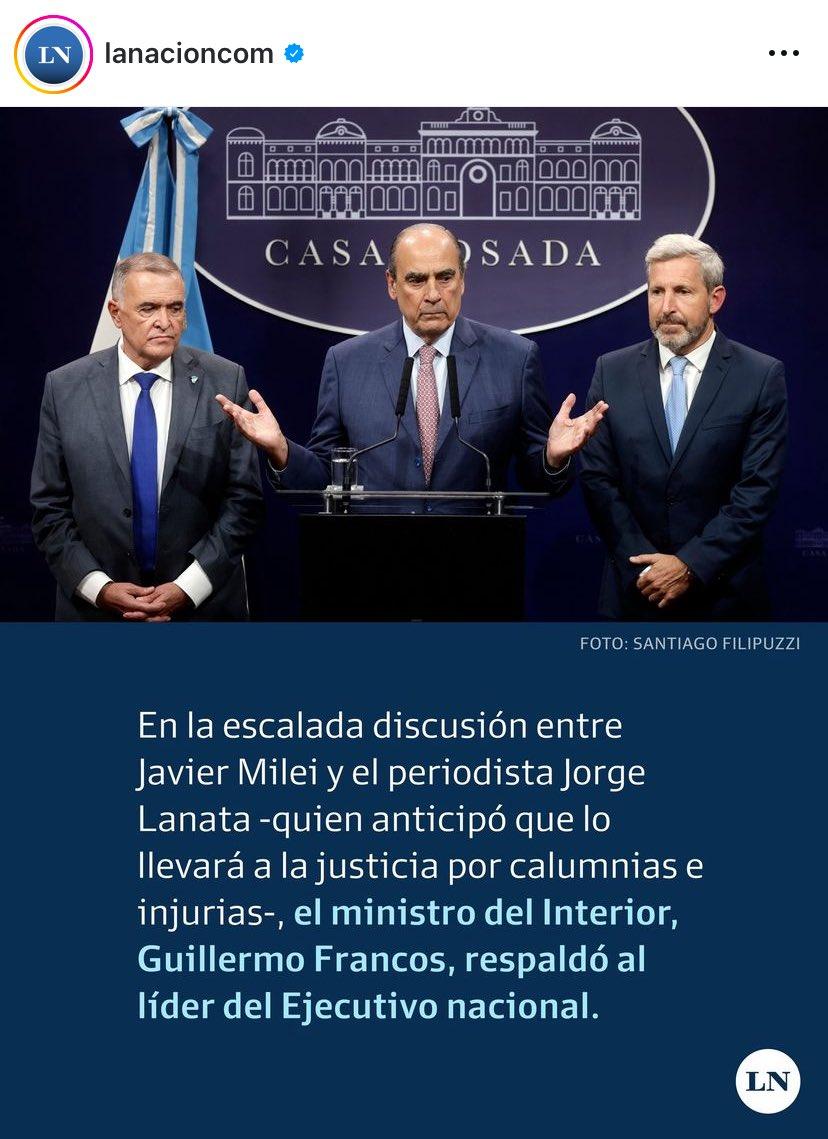 LN
lanacioncom
CASA ROSADA
FOTO: SANTIAGO FILIPUZZI
En la escalada discusión entre
Javier Milei y el periodista Jorge
Lanata -quien anticipó que lo
llevará a la justicia por calumnias e
injurias-, el ministro del Interior,
Guillermo Francos, respaldó al
líder del Ejecutivo nacional.
LN